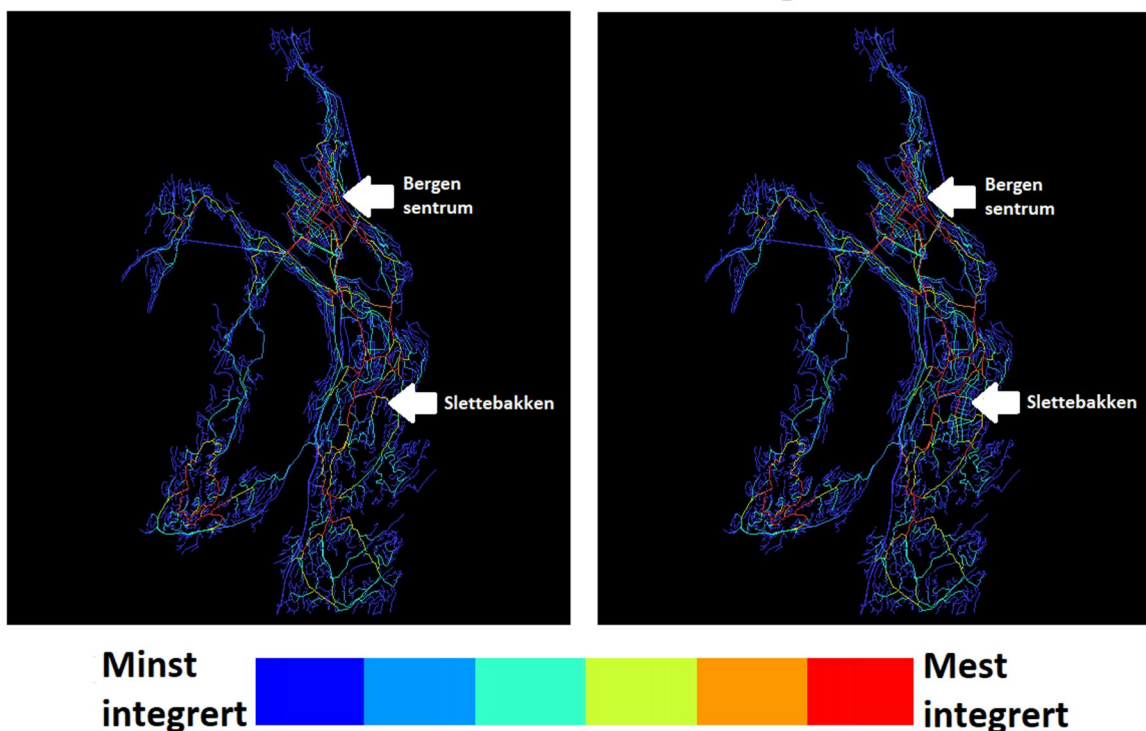 Bergen
sentrum
Slettebakken
Bergen
sentrum
Slettebakken
Minst
integrert
Mest
integrert